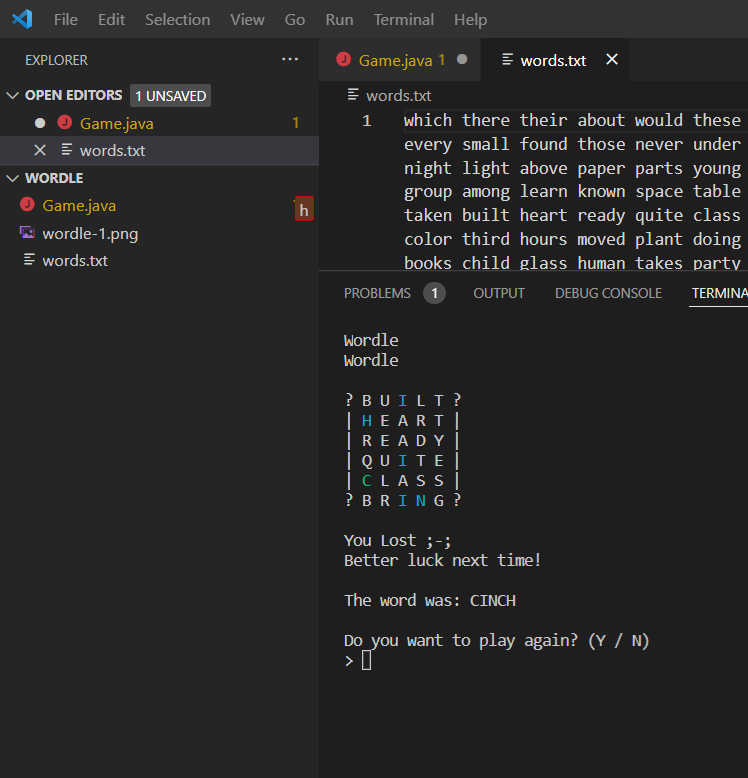 File Edit Selection View Go Run Terminal Help
EXPLORER ...
Game.java 1
words.txt
OPEN EDITORS 1 UNSAVED
Game.java 1
words.txt
WORDLE
Game.java
h
wordle-1.png
words.txt
words.txt
1 which there their about would these
every small found those never under
night light above paper parts young
group among learn known space table
taken built heart ready quite class
color third hours moved plant doing
books child glass human takes party
PROBLEMS 1 OUTPUT DEBUG CONSOLE TERMINA
Wordle
Wordle
? B U I L T ?
| H E A R T |
| R E A D Y |
| Q U I T E |
| C L A S S |
? B R I N G ?
You Lost ;-;
Better luck next time!
The word was: CINCH
Do you want to play again? (Y / N)
>